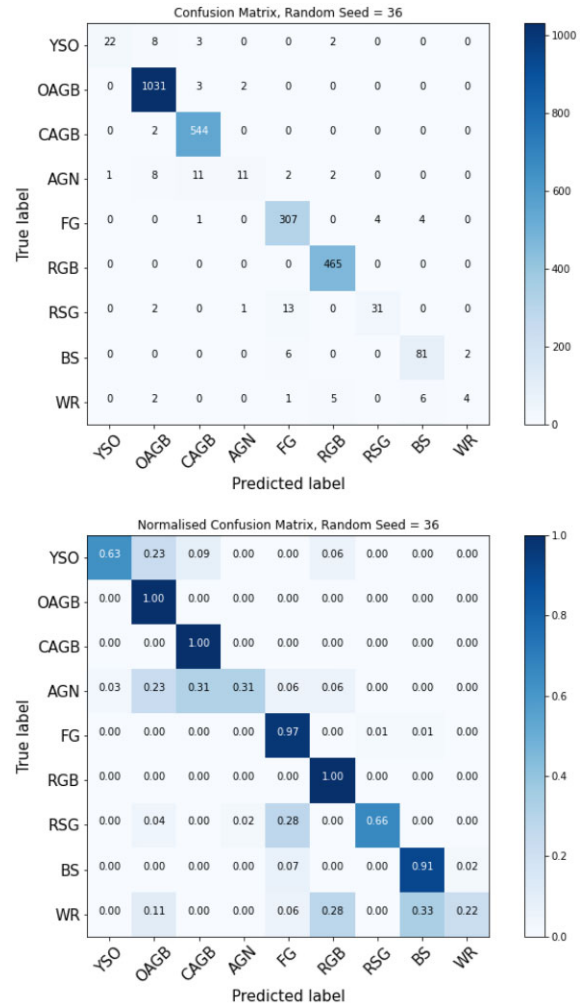 Confusion Matrix, Random Seed = 36
YSO 22 8 3 0 0 2 0 0 0
OAGB 0 1031 3 2 0 0 0 0 0
CAGB 0 2 544 0 0 0 0 0 0
AGN 1 8 11 11 2 2 0 0 0
FG 0 0 1 0 307 0 4 4 0
RGB 0 0 0 0 0 465 0 0 0
RSG 0 2 0 1 13 0 31 0 0
BS 0 0 0 0 6 0 0 81 2
WR 0 2 0 0 1 5 0 6 4
True label
YSO OAGB CAGB AGN FG RGB RSG BS WR
Predicted label
1000
800
600
400
200
0
Normalised Confusion Matrix, Random Seed = 36
YSO 0.63 0.23 0.09 0.00 0.00 0.06 0.00 0.00 0.00
OAGB 0.00 1.00 0.00 0.00 0.00 0.00 0.00 0.00 0.00
CAGB 0.00 0.00 1.00 0.00 0.00 0.00 0.00 0.00 0.00
AGN 0.03 0.23 0.31 0.31 0.06 0.06 0.00 0.00 0.00
FG 0.00 0.00 0.00 0.00 0.97 0.00 0.01 0.01 0.00
RGB 0.00 0.00 0.00 0.00 0.00 1.00 0.00 0.00 0.00
RSG 0.00 0.04 0.00 0.02 0.28 0.00 0.66 0.00 0.00
BS 0.00 0.00 0.00 0.00 0.07 0.00 0.00 0.91 0.02
WR 0.00 0.11 0.00 0.00 0.06 0.28 0.00 0.33 0.22
True label
YSO OAGB CAGB AGN FG RGB RSG BS WR
Predicted label
1.0
0.8
0.6
0.4
0.2
0.0